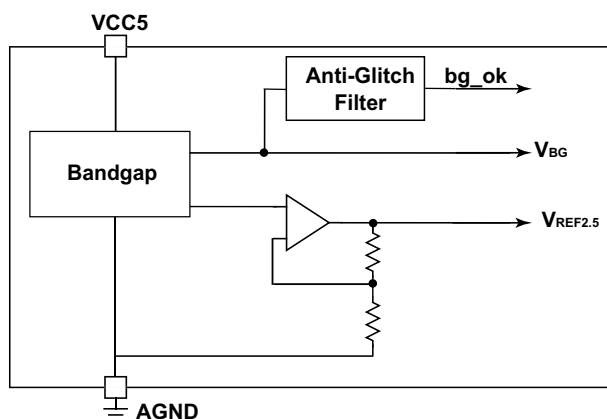 VCC5
Anti-Glitch
Filter
bg_ok
Bandgap
VBG
VREF2.5
AGND